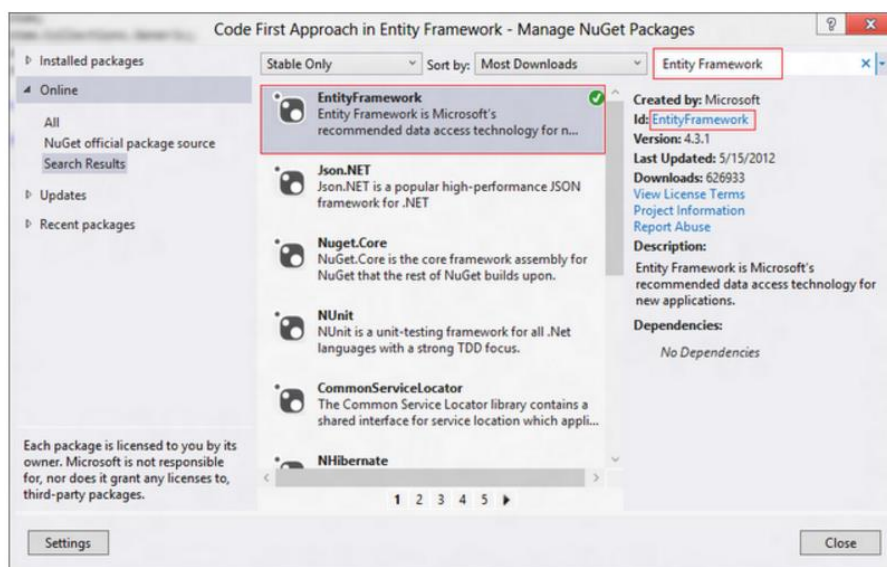 Code First Approach in Entity Framework - Manage NuGet Packages
Installed packages
Online
All
NuGet official package source
Search Results
Updates
Recent packages
Each package is licensed to you by its
owner. Microsoft is not responsible
for, nor does it grant any licenses to,
third-party packages.
Settings
Stable Only
Sort by: Most Downloads
EntityFramework
Entity Framework is Microsoft's
recommended data access technology for n...
Json.NET
Json.NET is a popular high-performance JSON
framework for .NET
Nuget.Core
NuGet.Core is the core framework assembly for
NuGet that the rest of NuGet builds upon.
NUnit
NUnit is a unit-testing framework for all .Net
languages with a strong TDD focus.
CommonServiceLocator
The Common Service Locator library contains a
shared interface for service location which appli...
NHibernate
1 2 3 4 5
Entity Framework
Created by: Microsoft
Id: EntityFramework
Version: 4.3.1
Last Updated: 5/15/2012
Downloads: 626933
View License Terms
Project Information
Report Abuse
Description:
Entity Framework is Microsoft's
recommended data access technology for
new applications.
Dependencies:
No Dependencies
Close